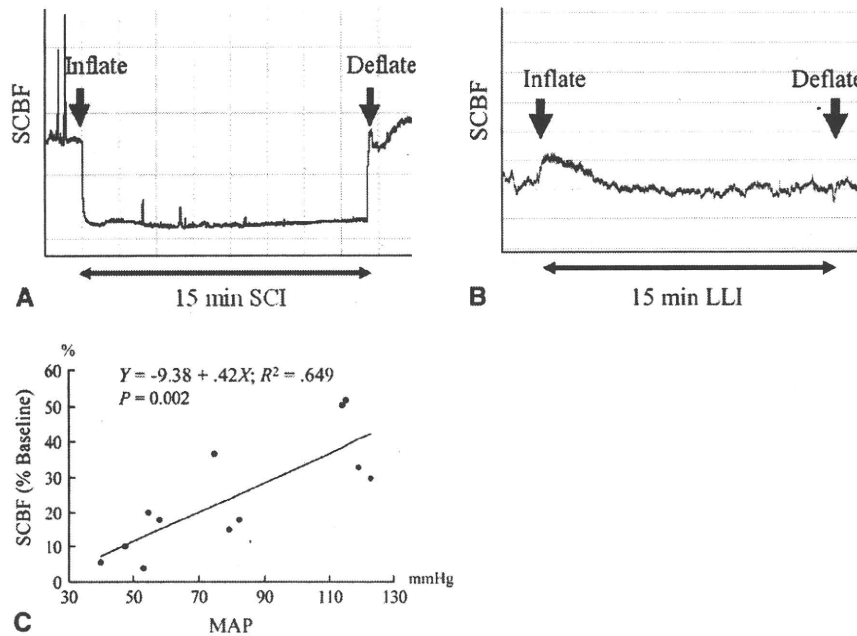 SCBF
Inflate
Deflate
A
15 min SCI
SCBF
Inflate
Deflate
B
15 min LLI
%
Y = -9.38 + .42X; R² = .649
P = 0.002
SCBF (% Baseline)
60
50
40
30
20
10
0
30 50 70 90 110 130
mmHg
C
MAP